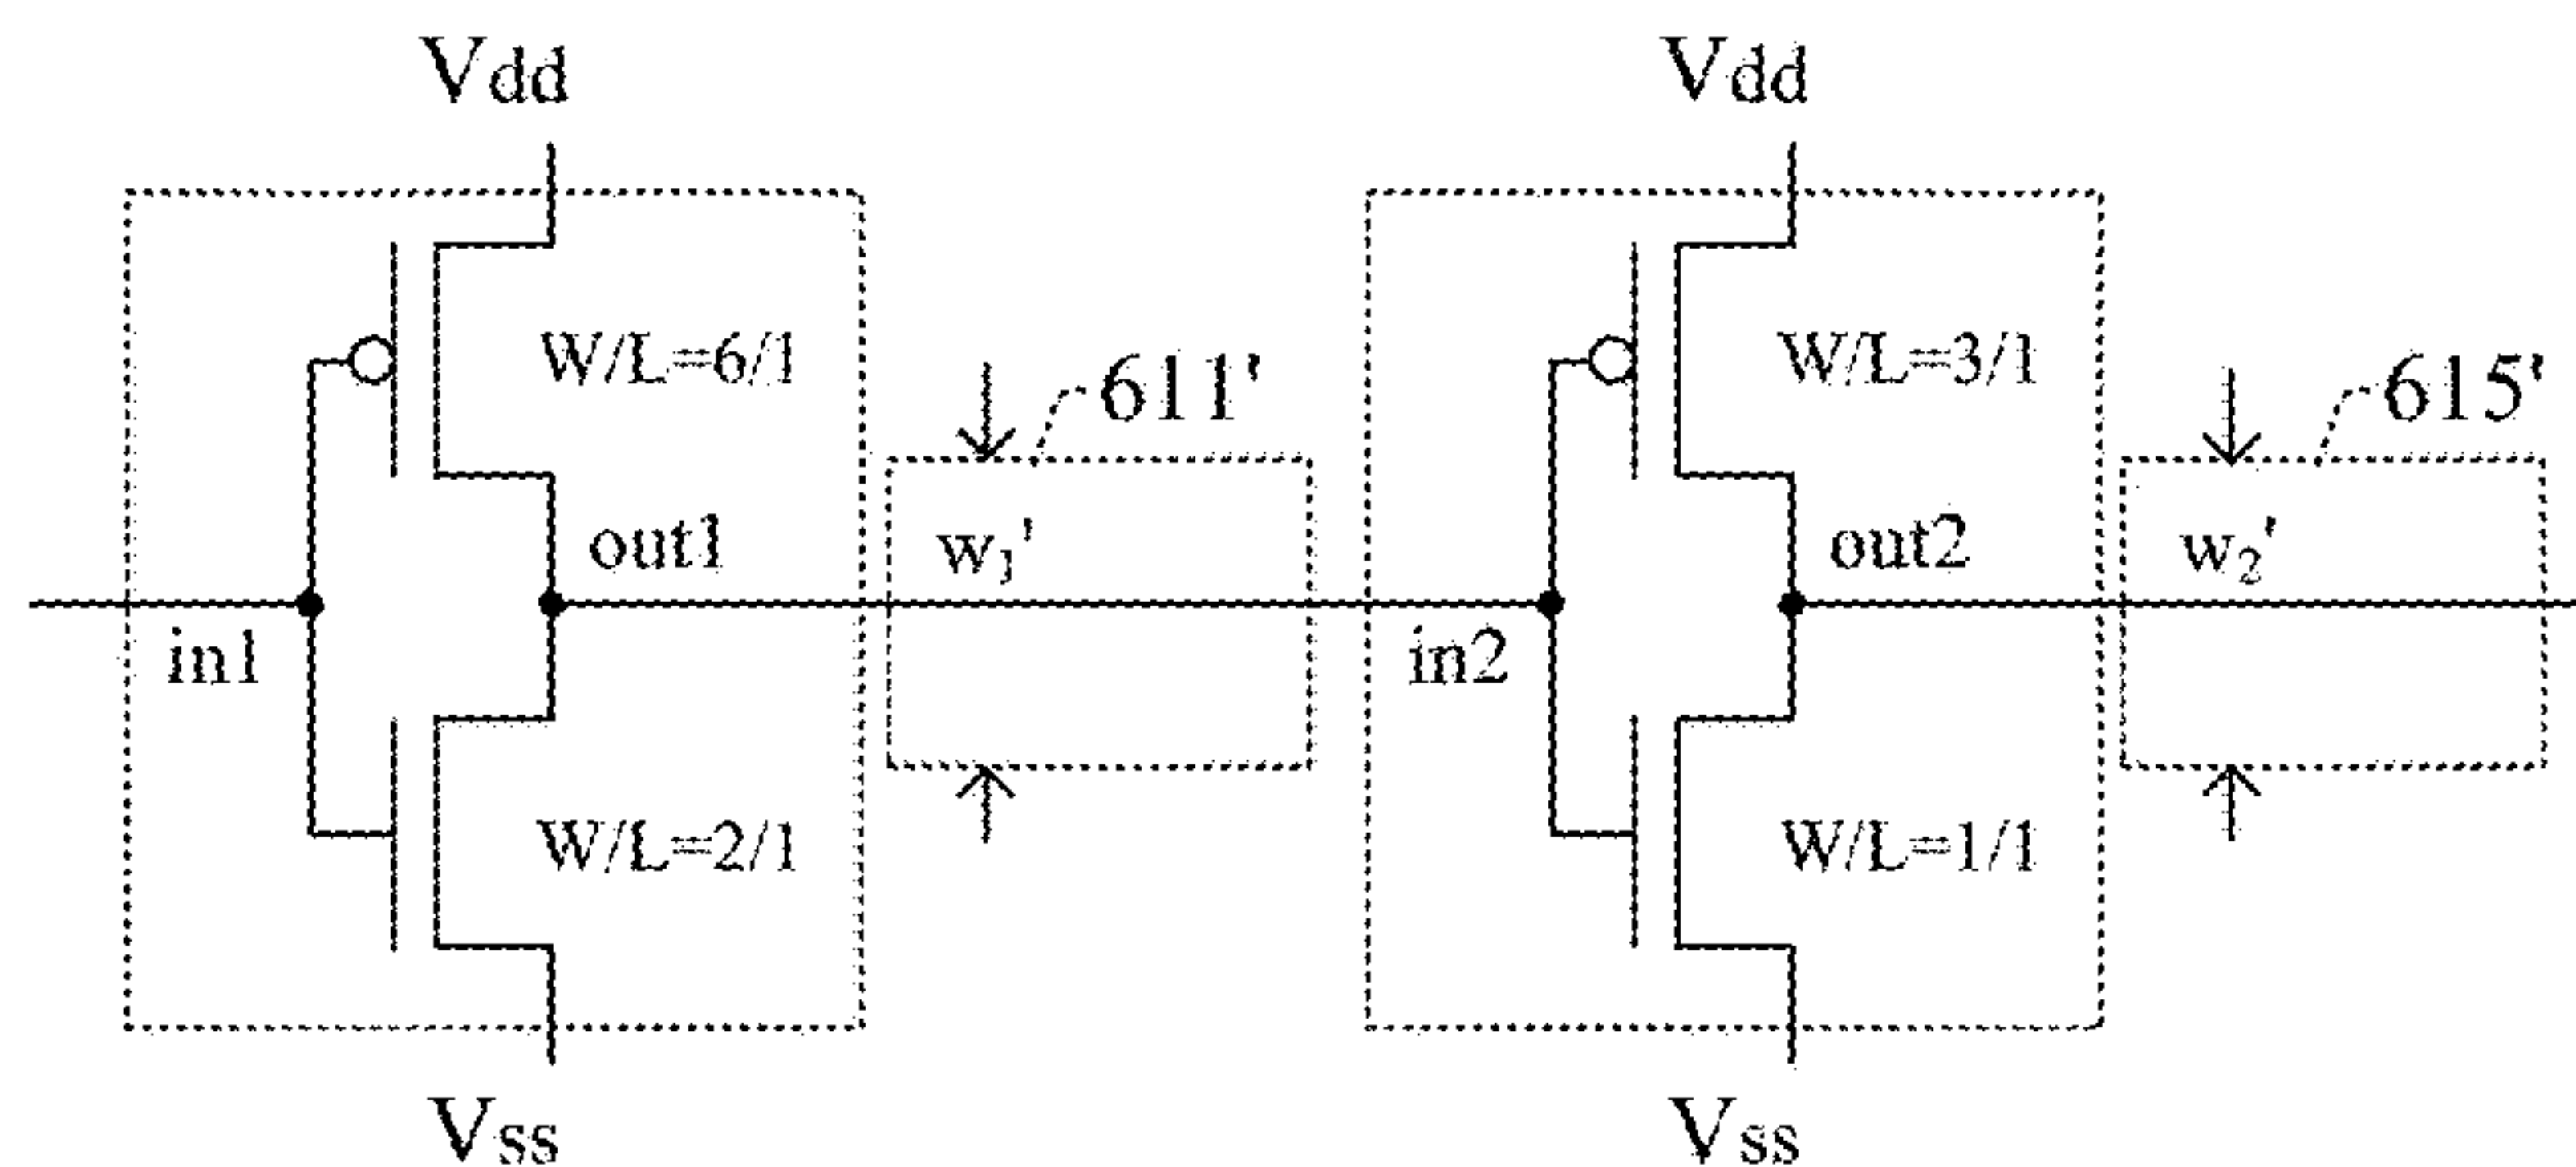 Vdd
Vdd
W/L=6/1
W/L=3/1
611'
615'
out1
w₁'
out2
w₂'
in1
in2
W/L=2/1
W/L=1/1
Vss
Vss